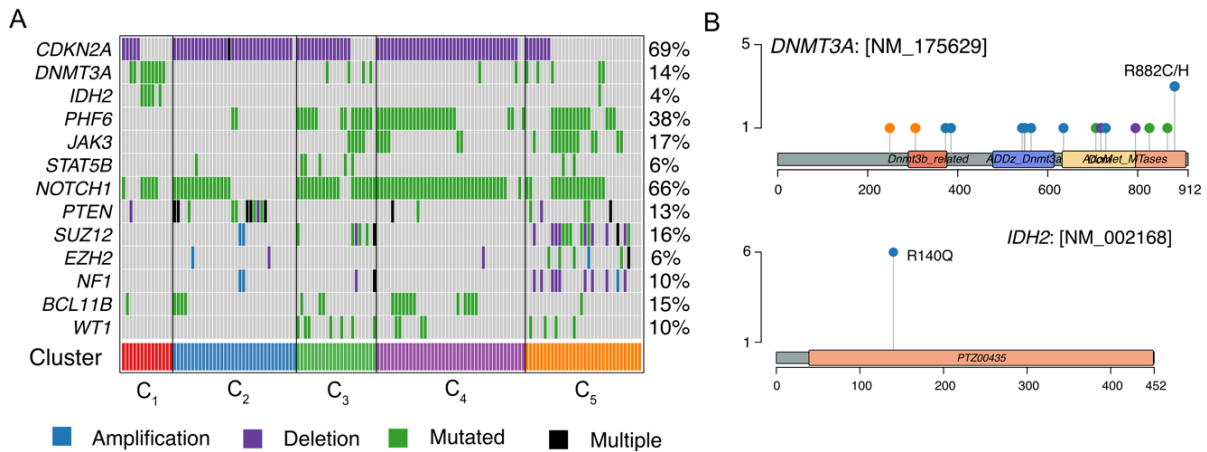 A
CDKN2A 69%
DNMT3A 14%
IDH2 4%
PHF6 38%
JAK3 17%
STAT5B 6%
NOTCH1 66%
PTEN 13%
SUZ12 16%
EZH2 6%
NF1 10%
BCL11B 15%
WT1 10%
Cluster
C1 C2 C3 C4 C5
Amplification Deletion Mutated Multiple
B
DNMT3A: [NM_175629]
5
R882C/H
1
Dnmt3b_related ADDz_Dnmt3a AdoMet_MTases
0 200 400 600 800 912
IDH2: [NM_002168]
6
R140Q
1
PTZ00435
0 100 200 300 400 452